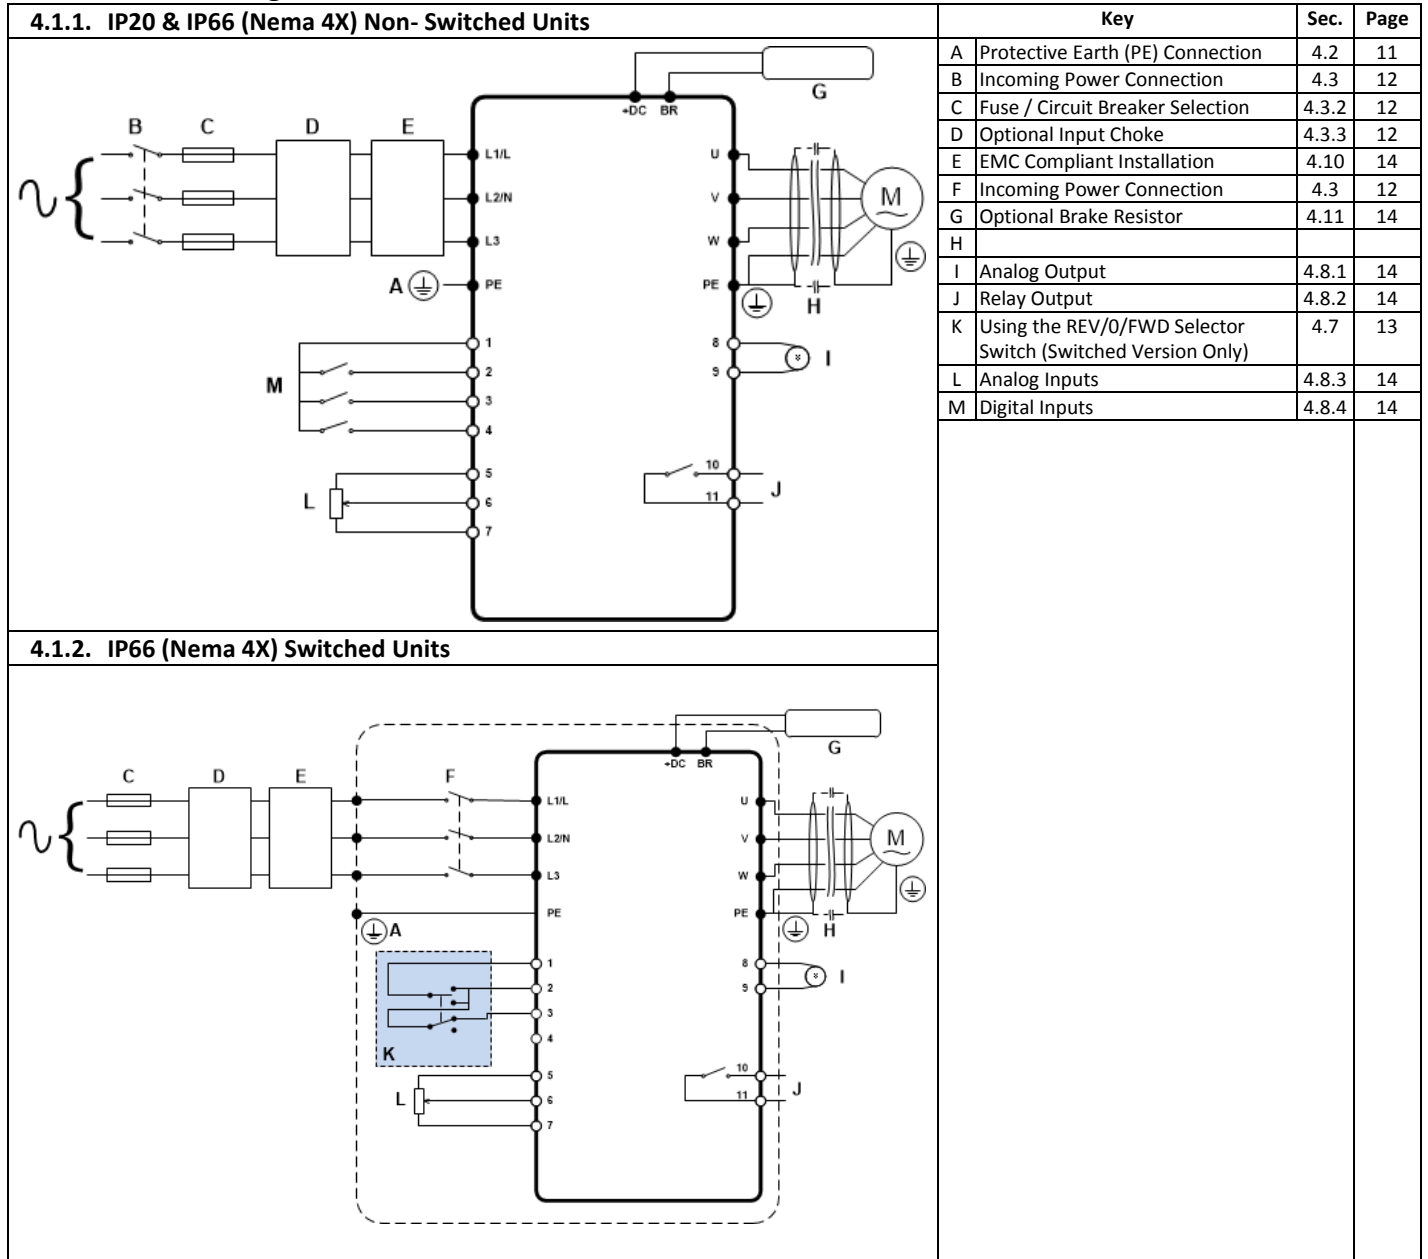 4.1.1. IP20 & IP66 (Nema 4X) Non- Switched Units
G
+DC BR
B C D E
L1/L U
L2/N V M
L3 W
A PE PE
H
1 8
I
2 9
M
3
4
5 10
L 6 11 J
7
4.1.2. IP66 (Nema 4X) Switched Units
G
+DC BR
C D E F
L1/L U
L2/N V M
L3 W
PE PE
A H
1 8
I
2 9
3
4
K
5 10
L 6 11 J
7
Key Sec. Page
A Protective Earth (PE) Connection 4.2 11
B Incoming Power Connection 4.3 12
C Fuse / Circuit Breaker Selection 4.3.2 12
D Optional Input Choke 4.3.3 12
E EMC Compliant Installation 4.10 14
F Incoming Power Connection 4.3 12
G Optional Brake Resistor 4.11 14
H
I Analog Output 4.8.1 14
J Relay Output 4.8.2 14
K Using the REV/0/FWD Selector 4.7 13
Switch (Switched Version Only)
L Analog Inputs 4.8.3 14
M Digital Inputs 4.8.4 14